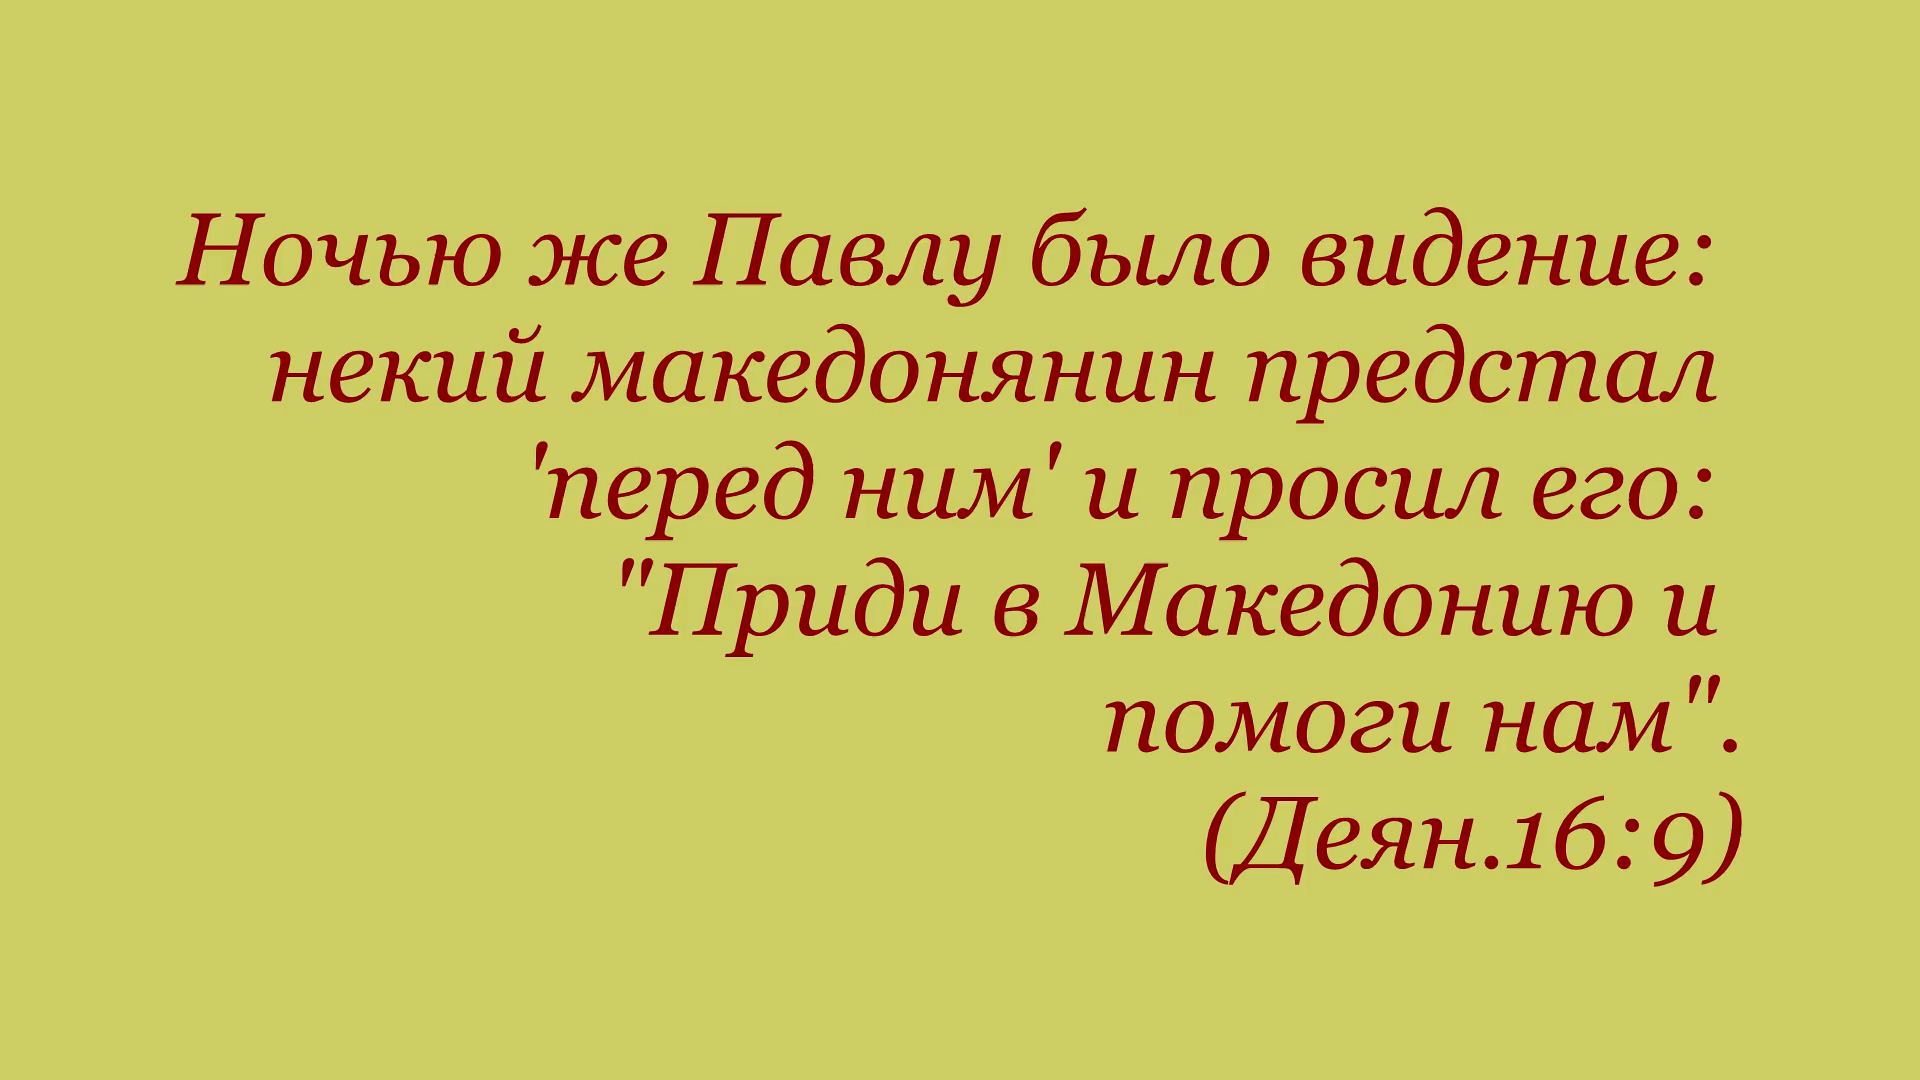 Ночью же Павлу было видение:
некий македонянин предстал
'перед ним' и просил его:
"Приди в Македонию и
помоги нам".
(Деян.16:9)